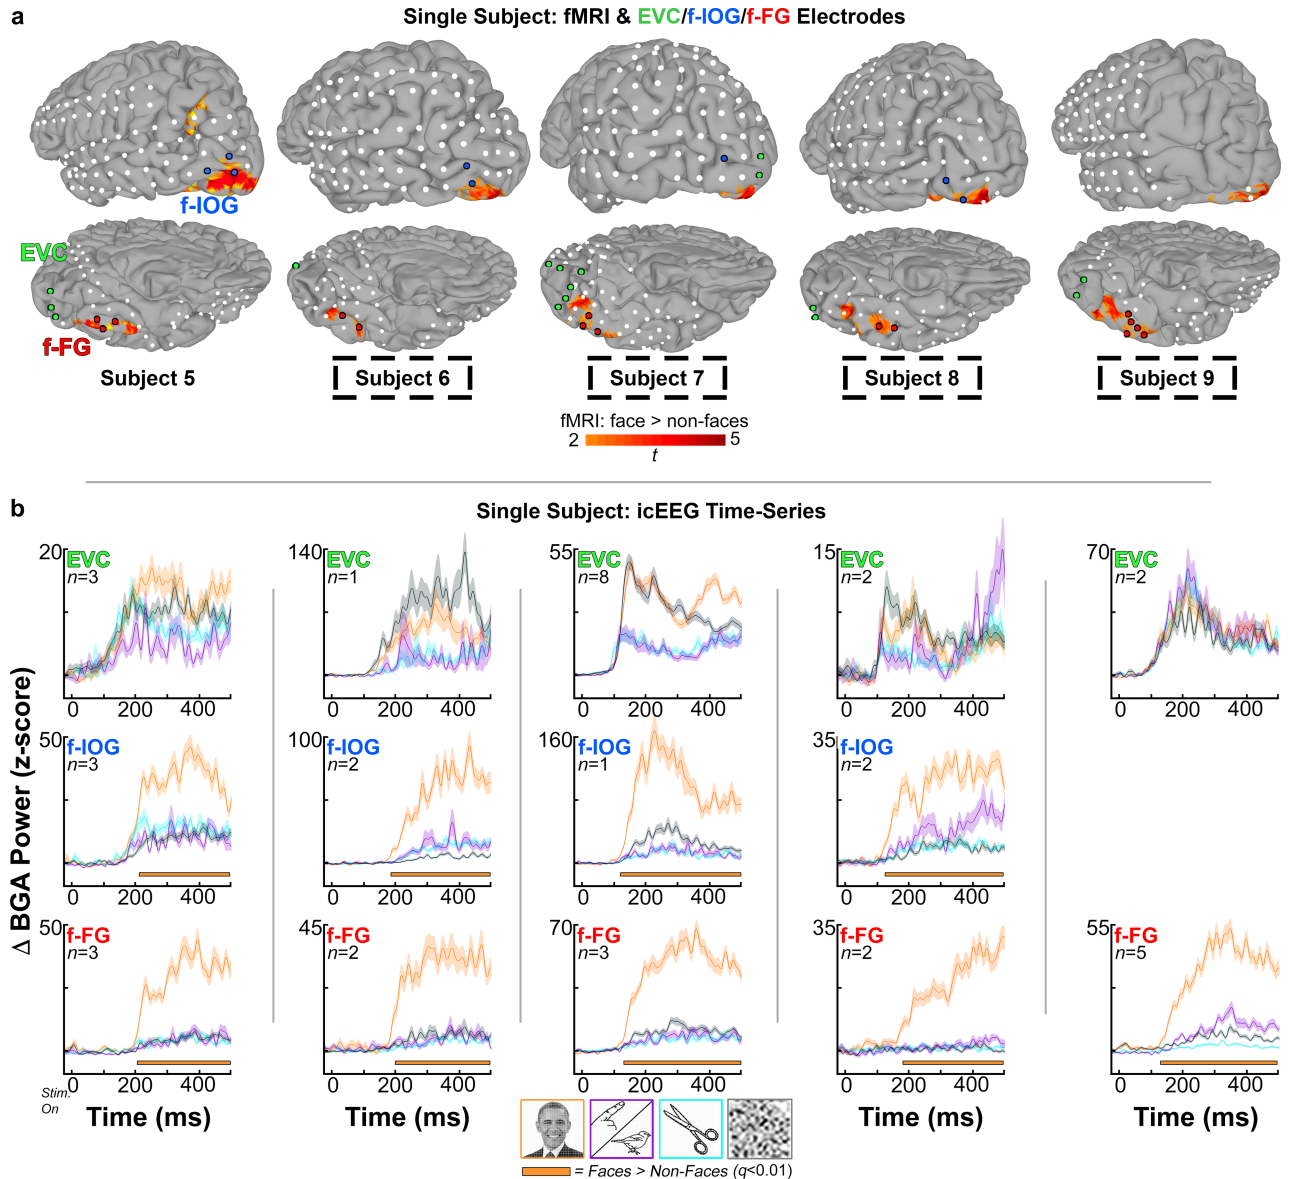 a
Single Subject: fMRI & EVC/f-IOG/f-FG Electrodes
f-IOG
EVC
f-FG
Subject 5
Subject 6
Subject 7
Subject 8
Subject 9
fMRI: face > non-faces
2
5
t
b
Single Subject: icEEG Time-Series
Δ BGA Power (z-score)
20
EVC
n=3
0 200 400
140
EVC
n=1
0 200 400
55
EVC
n=8
0 200 400
15
EVC
n=2
0 200 400
70
EVC
n=2
0 200 400
50
f-IOG
n=3
0 200 400
100
f-IOG
n=2
0 200 400
160
f-IOG
n=1
0 200 400
35
f-IOG
n=2
0 200 400
50
f-FG
n=3
0 200 400
45
f-FG
n=2
0 200 400
70
f-FG
n=3
0 200 400
35
f-FG
n=2
0 200 400
55
f-FG
n=5
0 200 400
Stim.
On
Time (ms)
Time (ms)
Time (ms)
Time (ms)
Time (ms)
= Faces > Non-Faces (q<0.01)